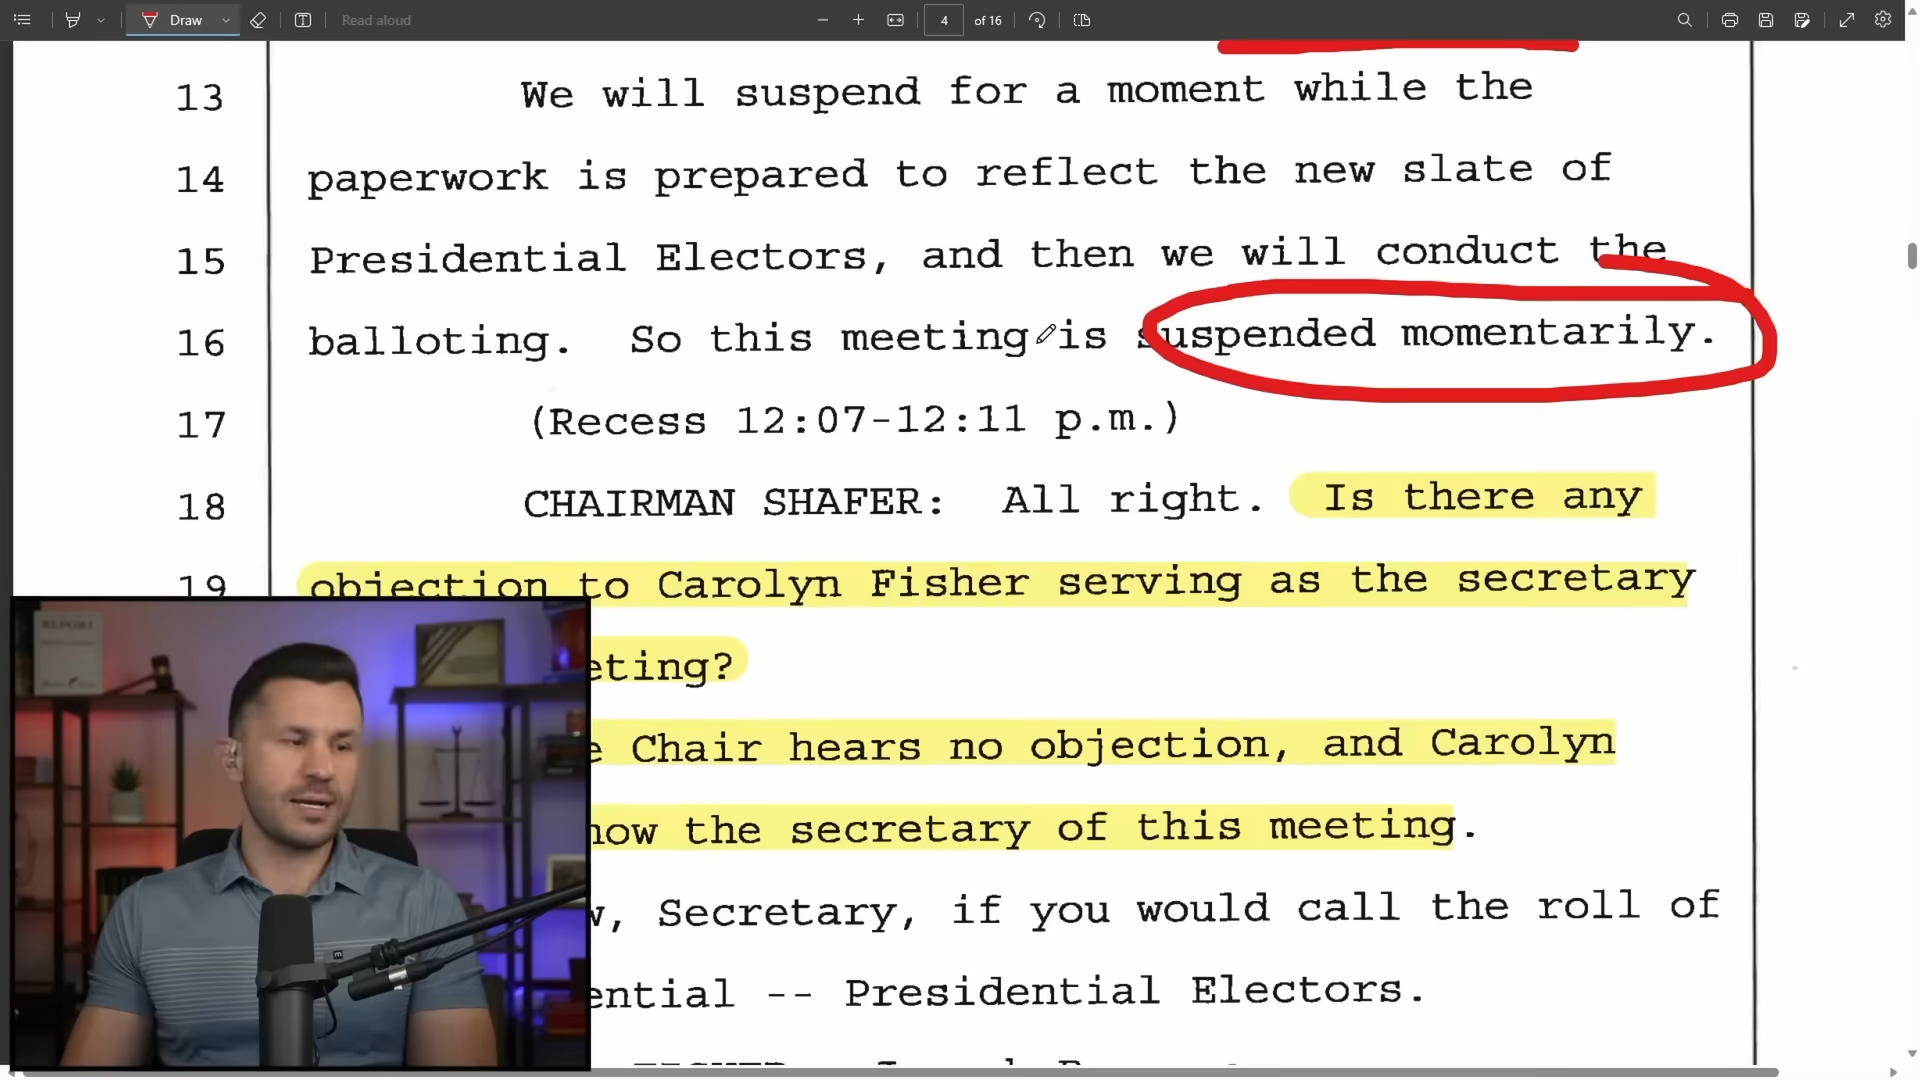 Draw
Read aloud
4
of 16
13 We will suspend for a moment while the
14 paperwork is prepared to reflect the new slate of
15 Presidential Electors, and then we will conduct the
16 balloting. So this meeting is suspended momentarily.
17 (Recess 12:07-12:11 p.m.)
18 CHAIRMAN SHAFER: All right. Is there any
19 objection to Carolyn Fisher serving as the secretary
eting?
e Chair hears no objection, and Carolyn
now the secretary of this meeting.
w, Secretary, if you would call the roll of
ential -- Presidential Electors.
REPORT